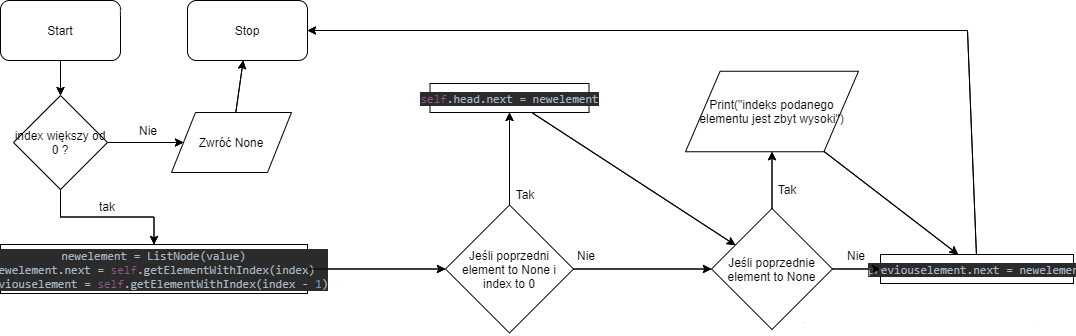 Start
Stop
index większy od
0 ?
Nie
Zwróć None
tak
newelement = ListNode(value)
ewelement.next = self.getElementWithIndex(index)
viouselement = self.getElementWithIndex(index - 1)
self.head.next = newelement
Tak
Jeśli poprzedni
element to None i
index to 0
Nie
Print("indeks podanego
elementu jest zbyt wysoki")
Tak
Jeśli poprzednie
element to None
Nie
eviouselement.next = newelemen